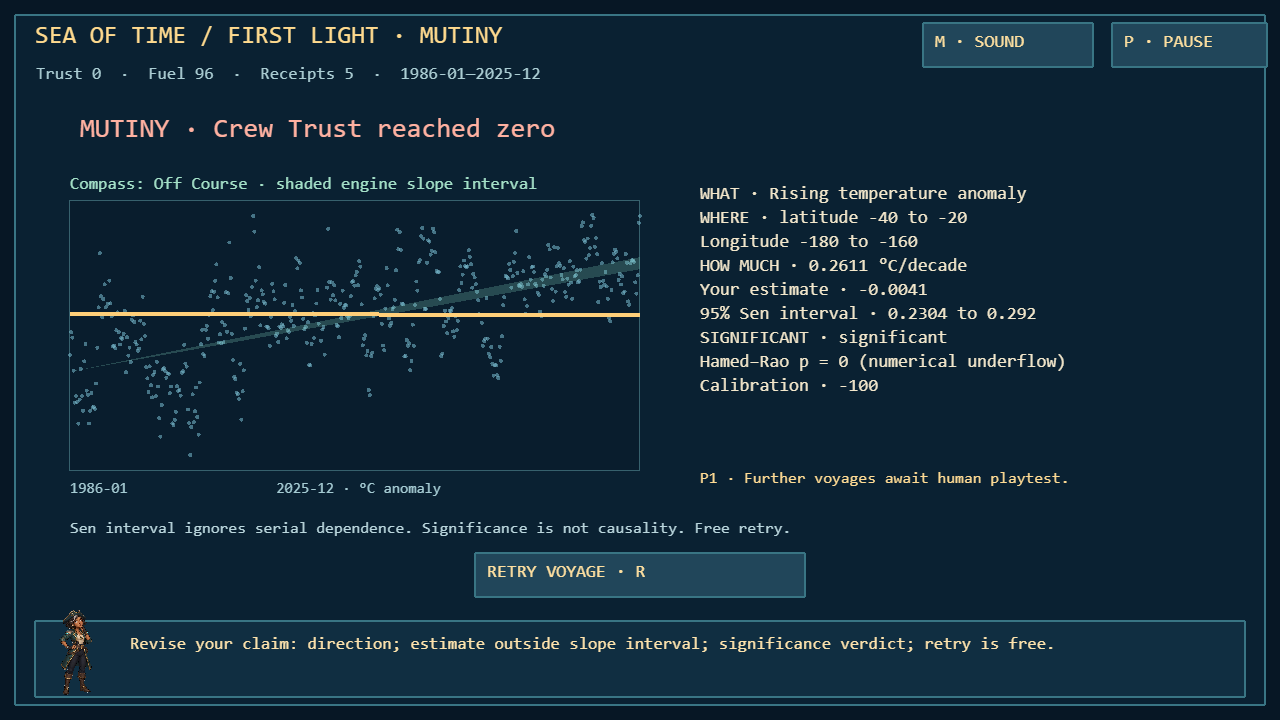 SEA OF TIME / FIRST LIGHT · MUTINY
M · SOUND
P · PAUSE
Trust 0 · Fuel 96 · Receipts 5 · 1986-01—2025-12
MUTINY · Crew Trust reached zero
Compass: Off Course · shaded engine slope interval
WHAT · Rising temperature anomaly
WHERE · latitude -40 to -20
Longitude -180 to -160
HOW MUCH · 0.2611 °C/decade
Your estimate · -0.0041
95% Sen interval · 0.2304 to 0.292
SIGNIFICANT · significant
Hamed—Rao p = 0 (numerical underflow)
Calibration · -100
P1 · Further voyages await human playtest.
1986-01
2025-12 · °C anomaly
Sen interval ignores serial dependence. Significance is not causality. Free retry.
RETRY VOYAGE · R
Revise your claim: direction; estimate outside slope interval; significance verdict; retry is free.